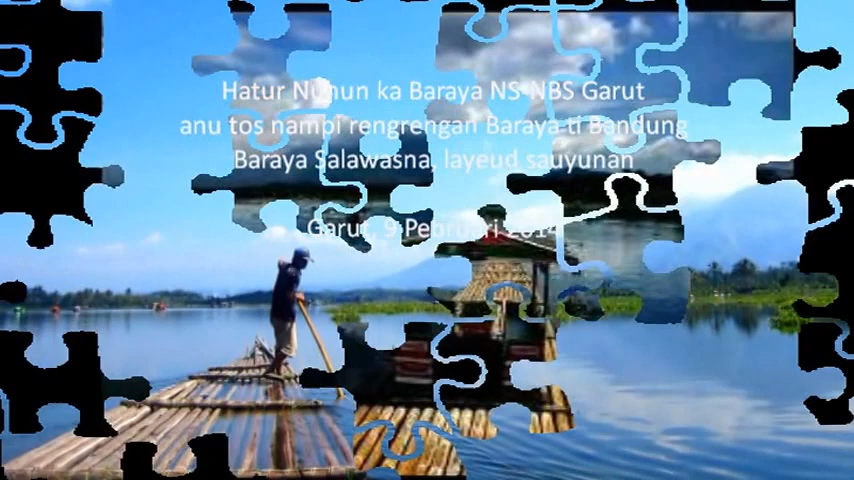 Hatur Nuhun ka Baraya NS-NBS Garut
anu tos nampi rengrengan Baraya ti Bandung
Baraya Salawasna, layeud sauyunan
Garut, 9 Pebruari 2014